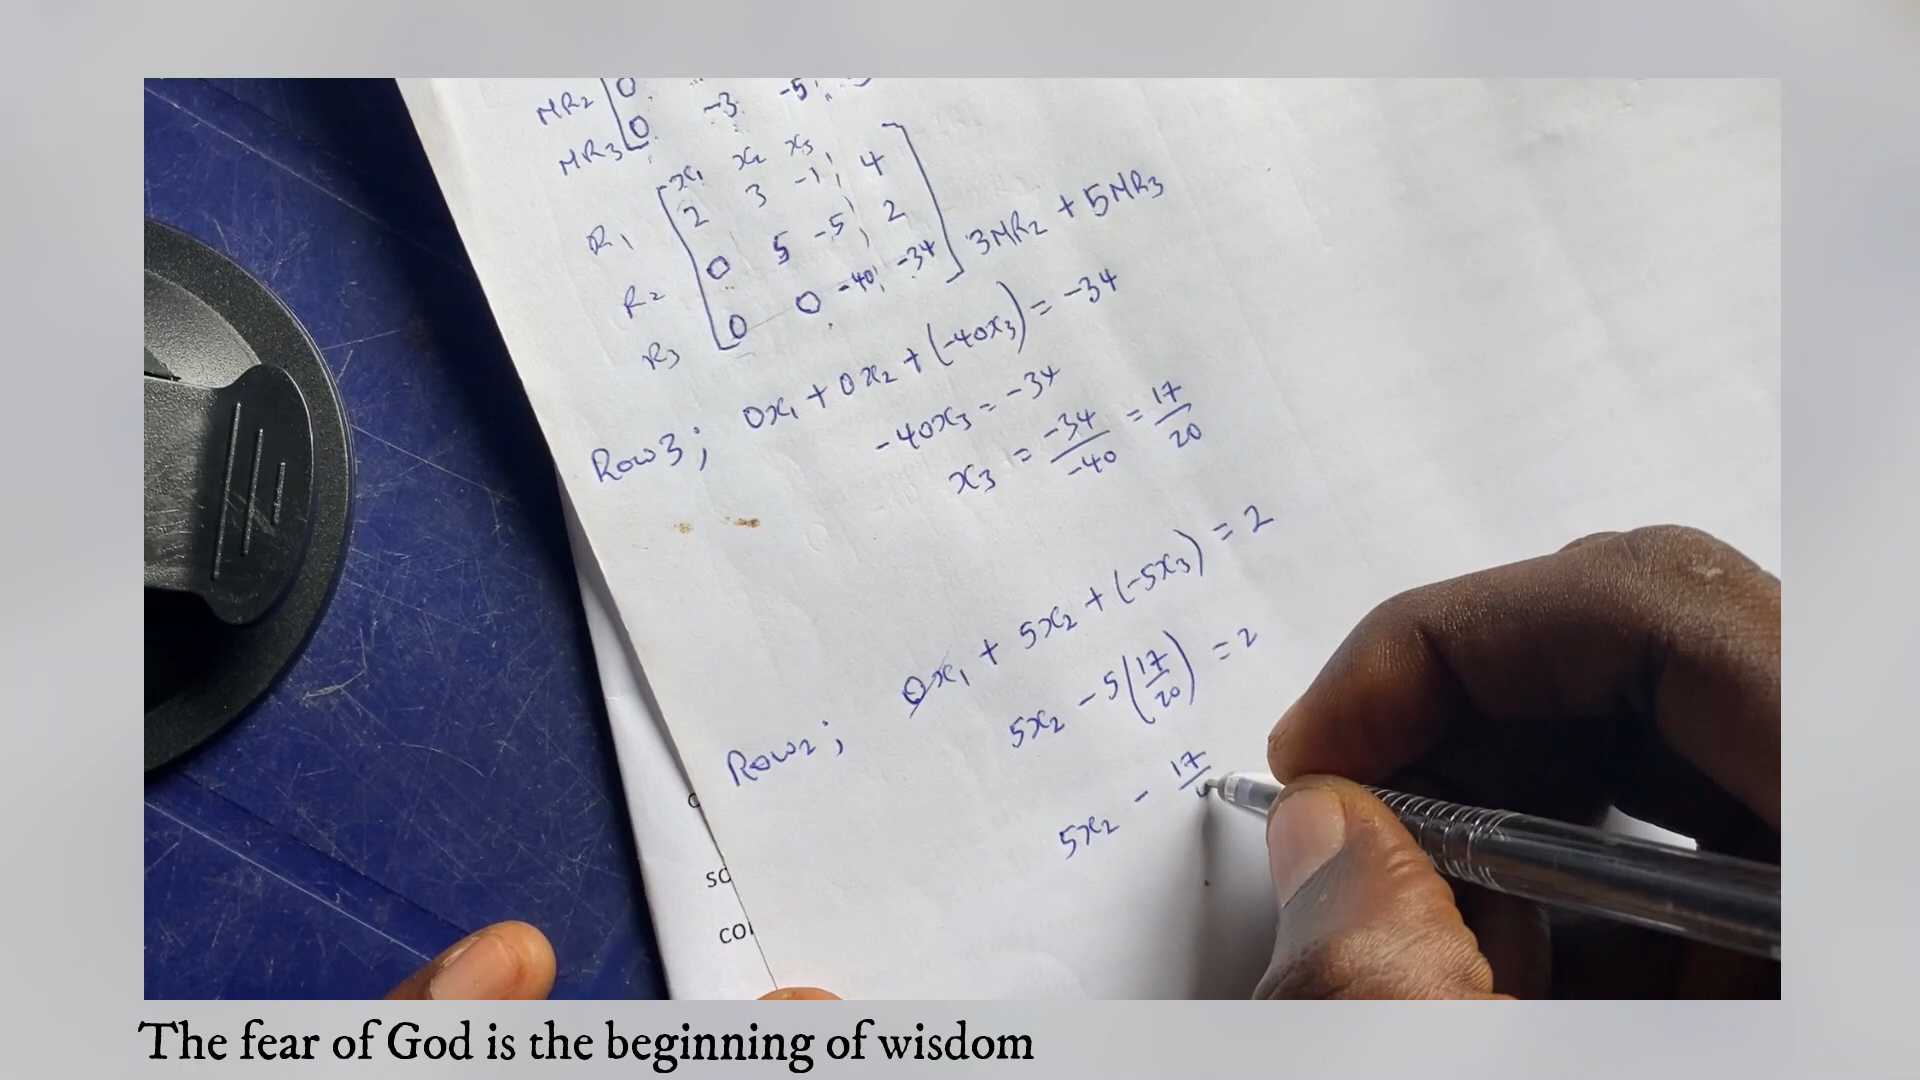 MR2 0
MR3 0 -3 -5
x1 x2 x3
R1 2 3 -1 4
R2 0 5 -5 2
R3 0 0 -40 -34 3MR2 + 5MR3
Row3; 0x1 + 0x2 + (-40x3) = -34
-40x3 = -34
x3 = -34/-40 = 17/20
Row2; 0x1 + 5x2 + (-5x3) = 2
5x2 - 5(17/20) = 2
5x2 - 17/
The fear of God is the beginning of wisdom